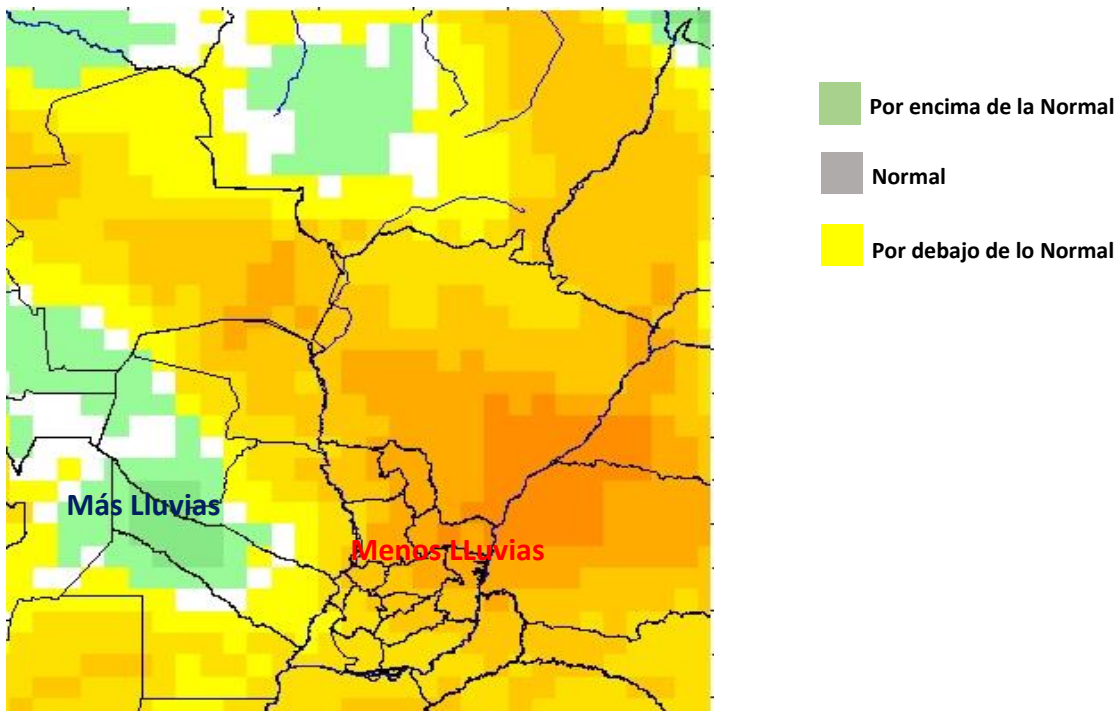 Por encima de la Normal
Normal
Por debajo de lo Normal
Más Lluvias
Menos LLuvias